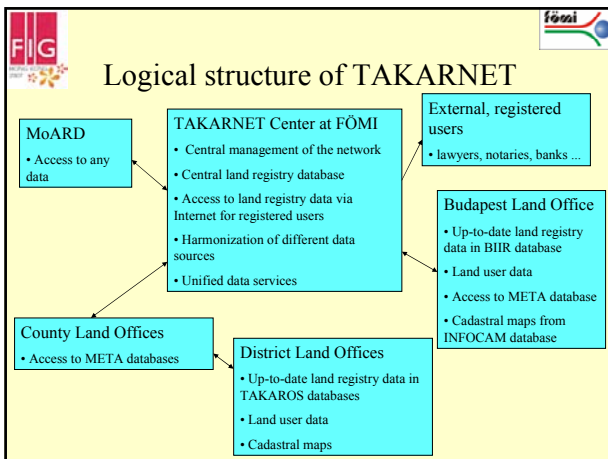 FIG
fömi
Logical structure of TAKARNET
MoARD
• Access to any
data
TAKARNET Center at FÖMI
• Central management of the network
• Central land registry database
• Access to land registry data via
Internet for registered users
• Harmonization of different data
sources
• Unified data services
External, registered
users
• lawyers, notaries, banks ...
Budapest Land Office
• Up-to-date land registry
data in BIIR database
• Land user data
• Access to META database
• Cadastral maps from
INFOCAM database
County Land Offices
• Access to META databases
District Land Offices
• Up-to-date land registry data in
TAKAROS databases
• Land user data
• Cadastral maps